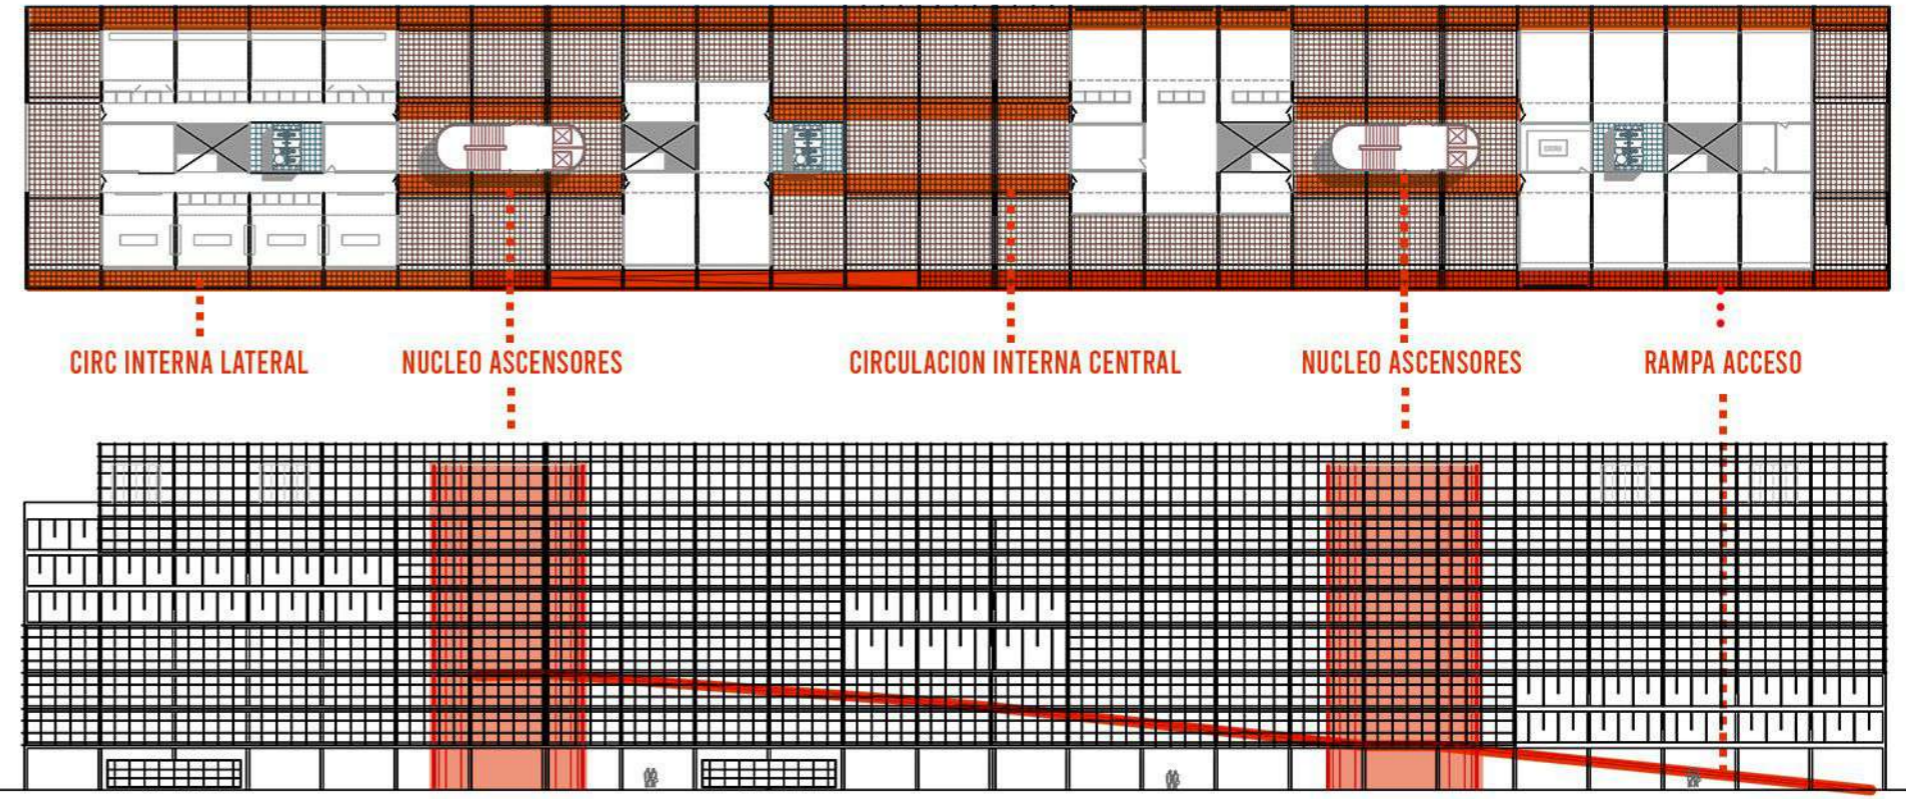 CIRC INTERNA LATERAL
NUCLEO ASCENSORES
CIRCULACION INTERNA CENTRAL
NUCLEO ASCENSORES
RAMPA ACCESO